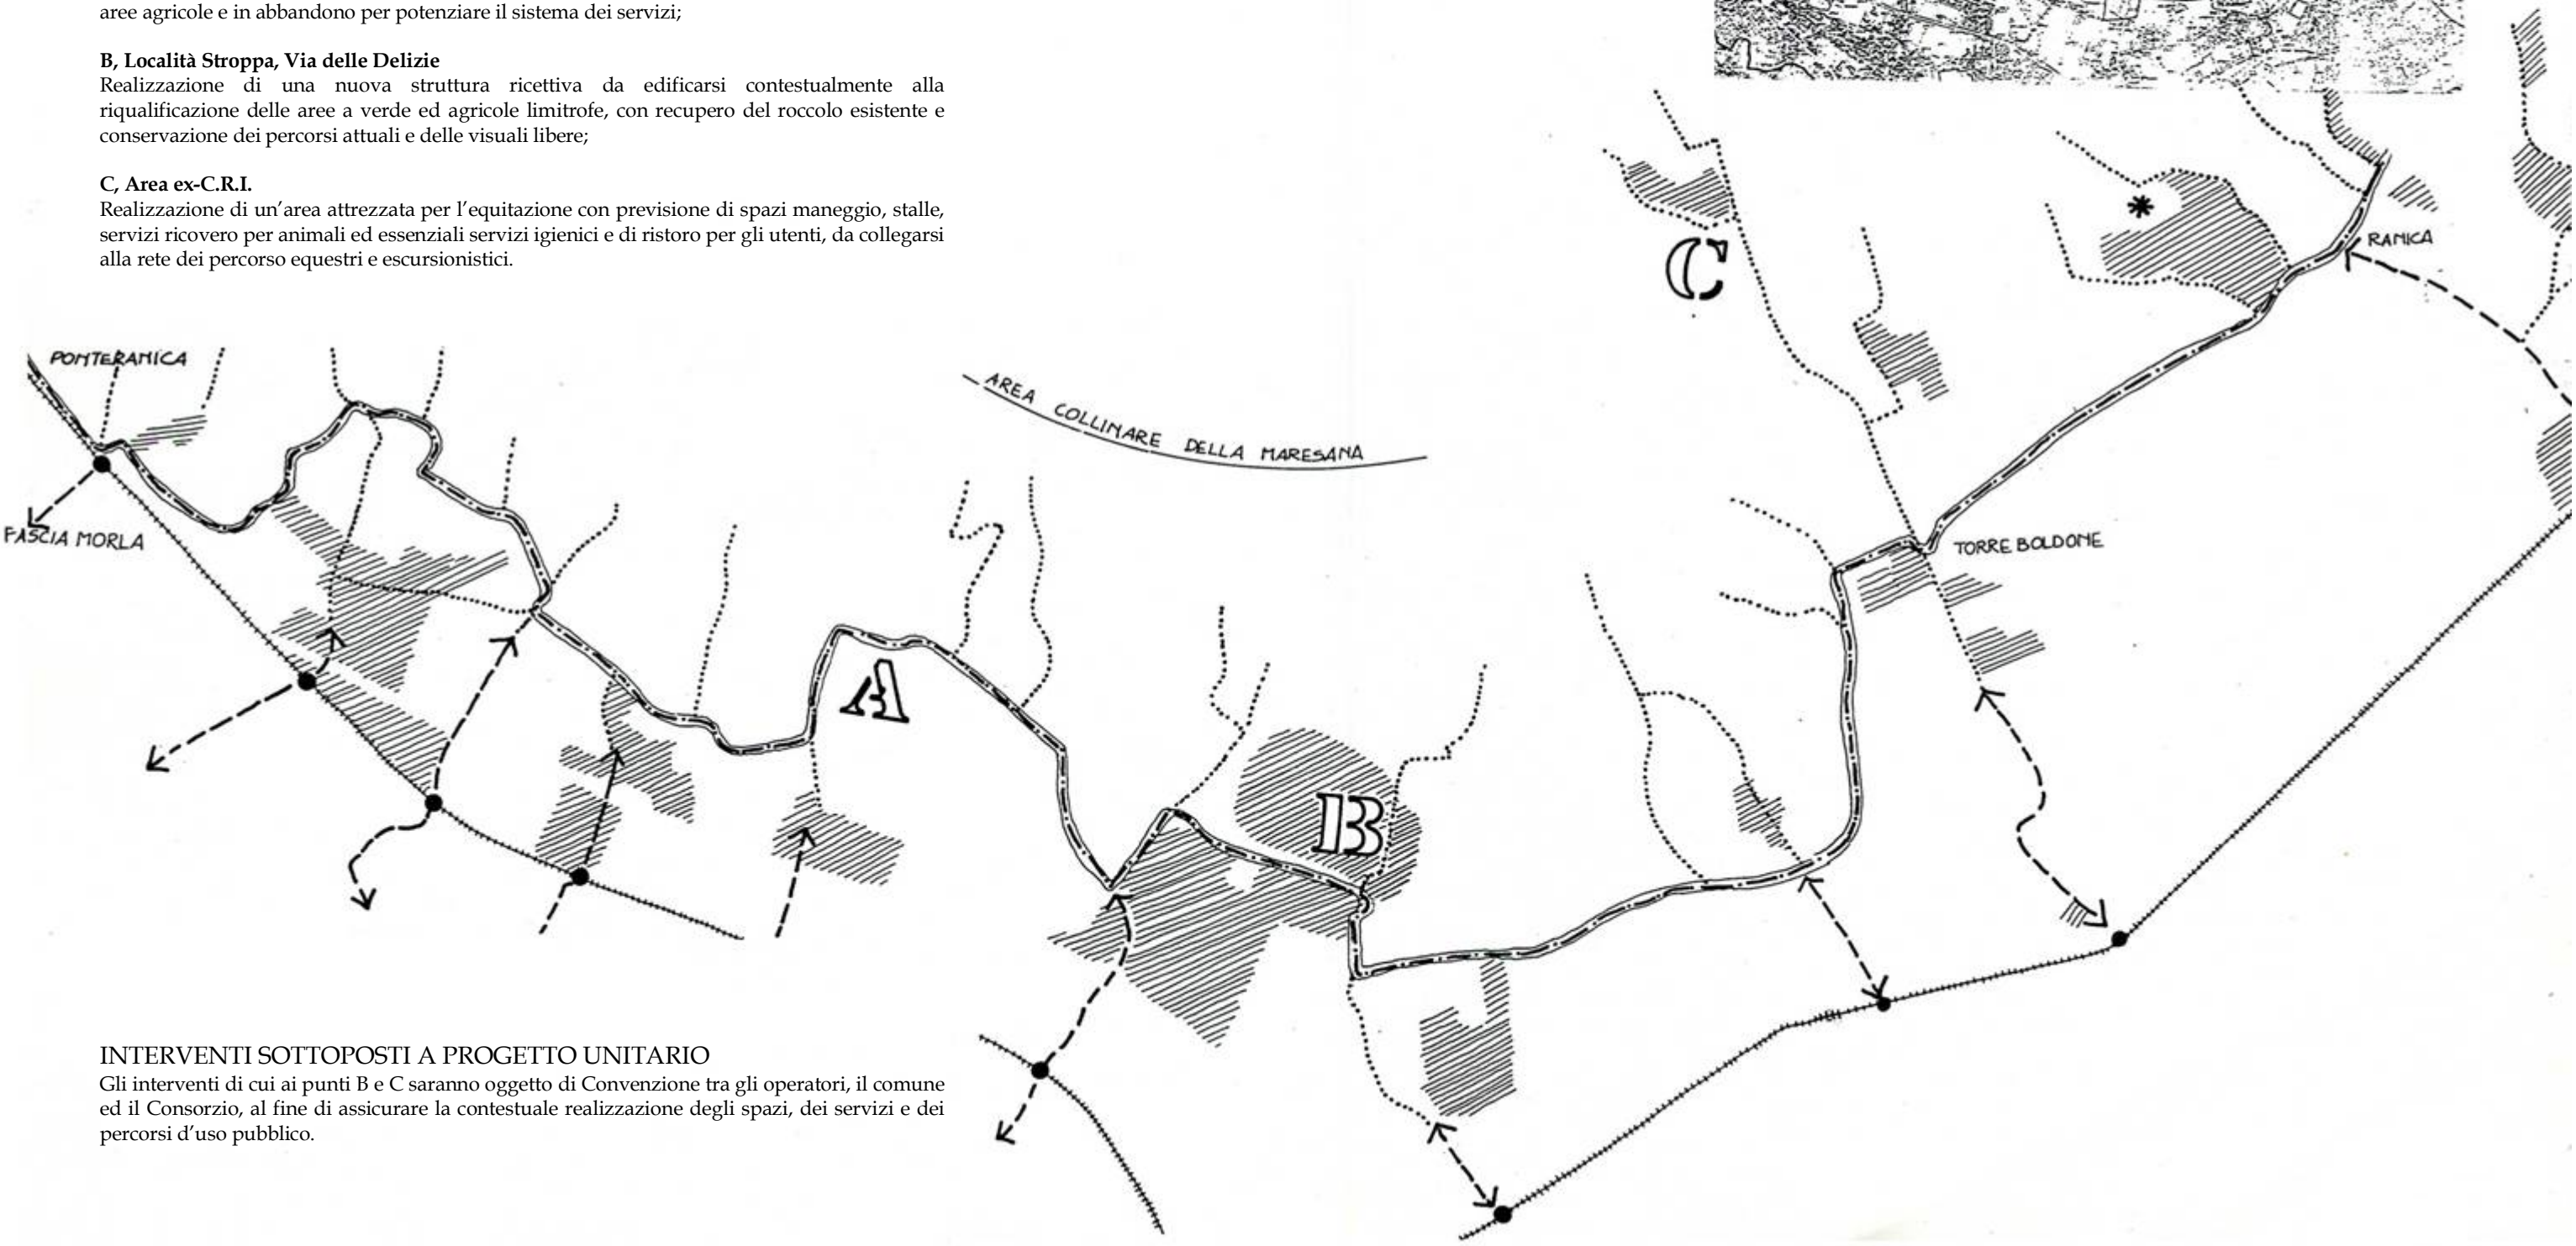 aree agricole e in abbandono per potenziare il sistema dei servizi;
B, Località Stroppa, Via delle Delizie
Realizzazione di una nuova struttura ricettiva da edificarsi contestualmente alla
riqualificazione delle aree a verde ed agricole limitrofe, con recupero del roccolo esistente e
conservazione dei percorsi attuali e delle visuali libere;
C, Area ex-C.R.I.
Realizzazione di un'area attrezzata per l'equitazione con previsione di spazi maneggio, stalle,
servizi ricovero per animali ed essenziali servizi igienici e di ristoro per gli utenti, da collegarsi
alla rete dei percorso equestri e escursionistici.
C
RANICA
PONTERANICA
AREA COLLINARE DELLA MARESANA
FASCIA MORLA
TORRE BOLDONE
A
B
INTERVENTI SOTTOPOSTI A PROGETTO UNITARIO
Gli interventi di cui ai punti B e C saranno oggetto di Convenzione tra gli operatori, il comune
ed il Consorzio, al fine di assicurare la contestuale realizzazione degli spazi, dei servizi e dei
percorsi d'uso pubblico.